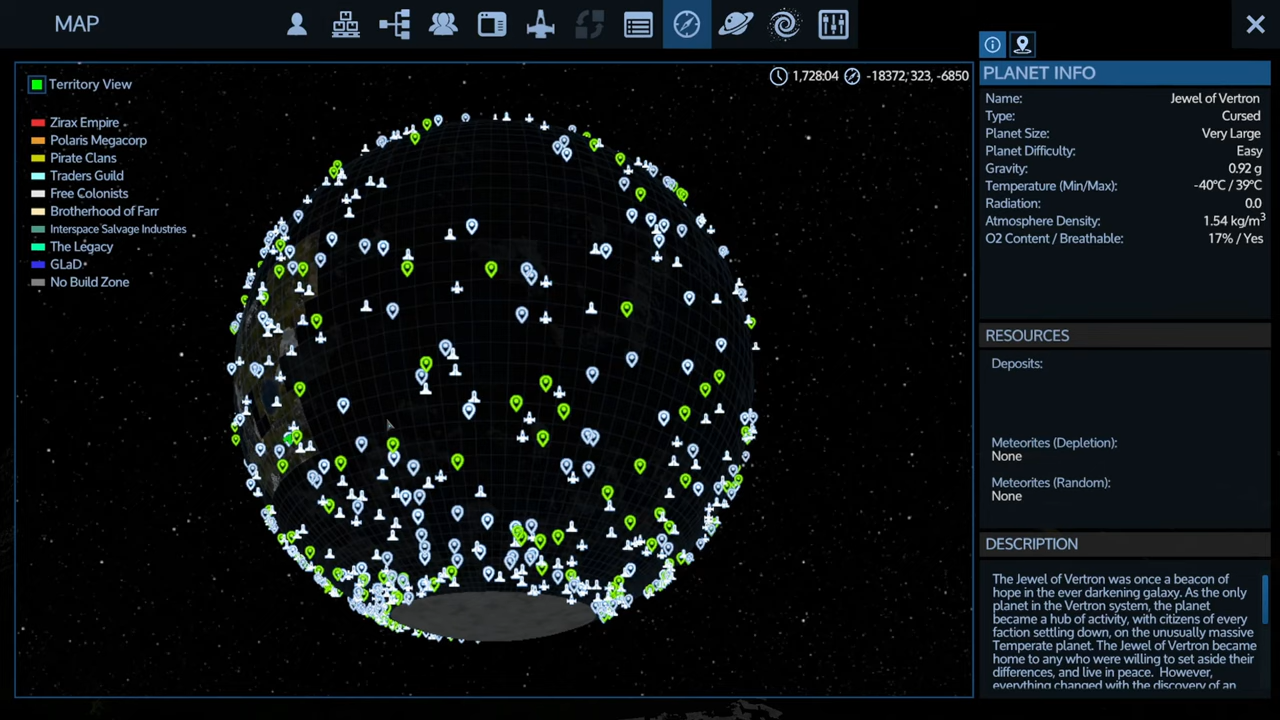 MAP
Territory View
1,728:04
-18372, 323, -6850
Zirax Empire
Polaris Megacorp
Pirate Clans
Traders Guild
Free Colonists
Brotherhood of Farr
Interspace Salvage Industries
The Legacy
GLaD
No Build Zone
PLANET INFO
Name: Jewel of Vertron
Type: Cursed
Planet Size: Very Large
Planet Difficulty: Easy
Gravity: 0.92 g
Temperature (Min/Max): -40°C / 39°C
Radiation: 0.0
Atmosphere Density: 1.54 kg/m³
O2 Content / Breathable: 17% / Yes
RESOURCES
Deposits:
Meteorites (Depletion):
None
Meteorites (Random):
None
DESCRIPTION
The Jewel of Vertron was once a beacon of
hope in the ever darkening galaxy. As the only
planet in the Vertron system, the planet
became a hub of activity, with citizens of every
faction settling down, on the unusually massive
Temperate planet. The Jewel of Vertron became
home to any who were willing to set aside their
differences, and live in peace. However,
everything changed with the discovery of an